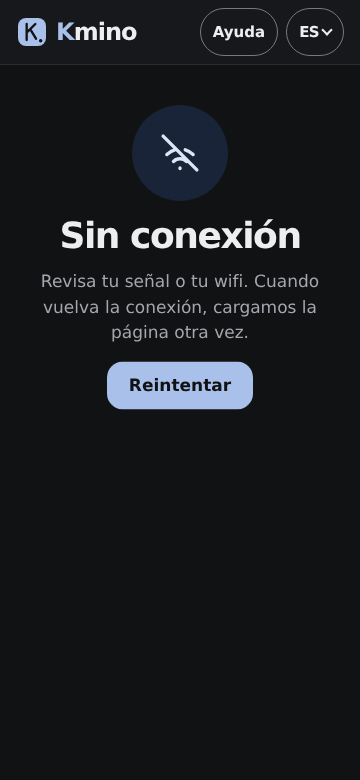 K. Kmino
Ayuda
ES
Sin conexión
Revisa tu señal o tu wifi. Cuando
vuelva la conexión, cargamos la
página otra vez.
Reintentar